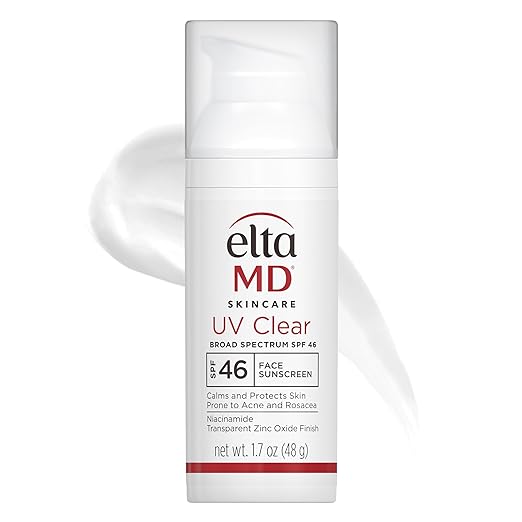 elta
MD®
SKINCARE
UV Clear
BROAD SPECTRUM SPF 46
SPF 46 FACE
SUNSCREEN
Calms and Protects Skin
Prone to Acne and Rosacea
Niacinamide
Transparent Zinc Oxide Finish
net wt. 1.7 oz (48 g)